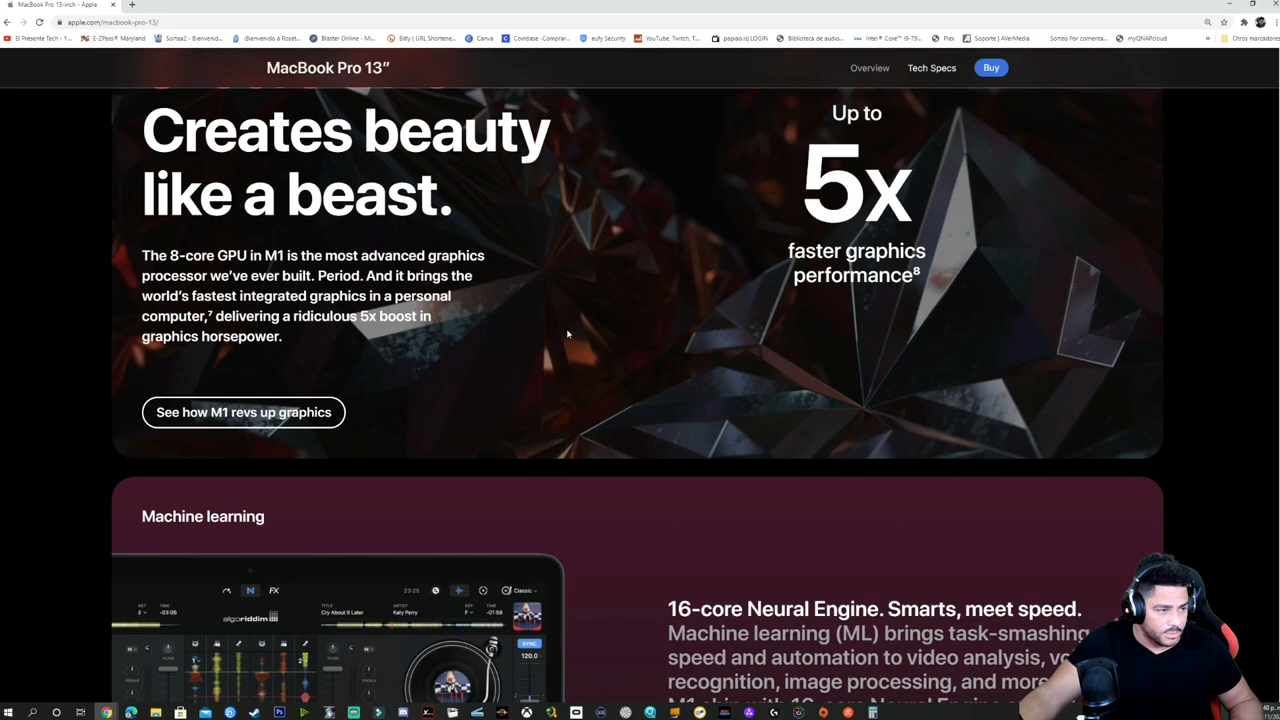 MacBook Pro 13-inch - Apple
apple.com/macbook-pro-13/
El Presente Tech - Y...
E-ZPass® Maryland
Sortea2 - Bienvenid...
¡Bienvenido a Roset...
Blaster Online - Mi...
Bitly | URL Shortene...
Canva
Coinbase -Comprar...
eufy Security
YouTube, Twitch, T...
papiao.is| LOGIN
Biblioteca de audio...
Intel® Core™ i9-79...
Plex
Soporte | AVerMedia
Sorteo Por comenta...
myQNAPcloud
»
Otros marcadores
MacBook Pro 13″
Overview
Tech Specs
Buy
Creates beauty
like a beast.
The 8-core GPU in M1 is the most advanced graphics
processor we've ever built. Period. And it brings the
world's fastest integrated graphics in a personal
computer,⁷ delivering a ridiculous 5x boost in
graphics horsepower.
See how M1 revs up graphics
Up to
5x
faster graphics
performance⁸
Machine learning
FX
23:25
Classic
KEY
TIME
-03:06
algoriddim
TITLE
Cry About It Later
ARTIST
Katy Perry
KEY
F
TIME
-01:58
SYNC
120.0
FILTER
FILTER
16-core Neural Engine. Smarts, meet speed.
Machine learning (ML) brings task-smashing
speed and automation to video analysis,
recognition, image processing, and more